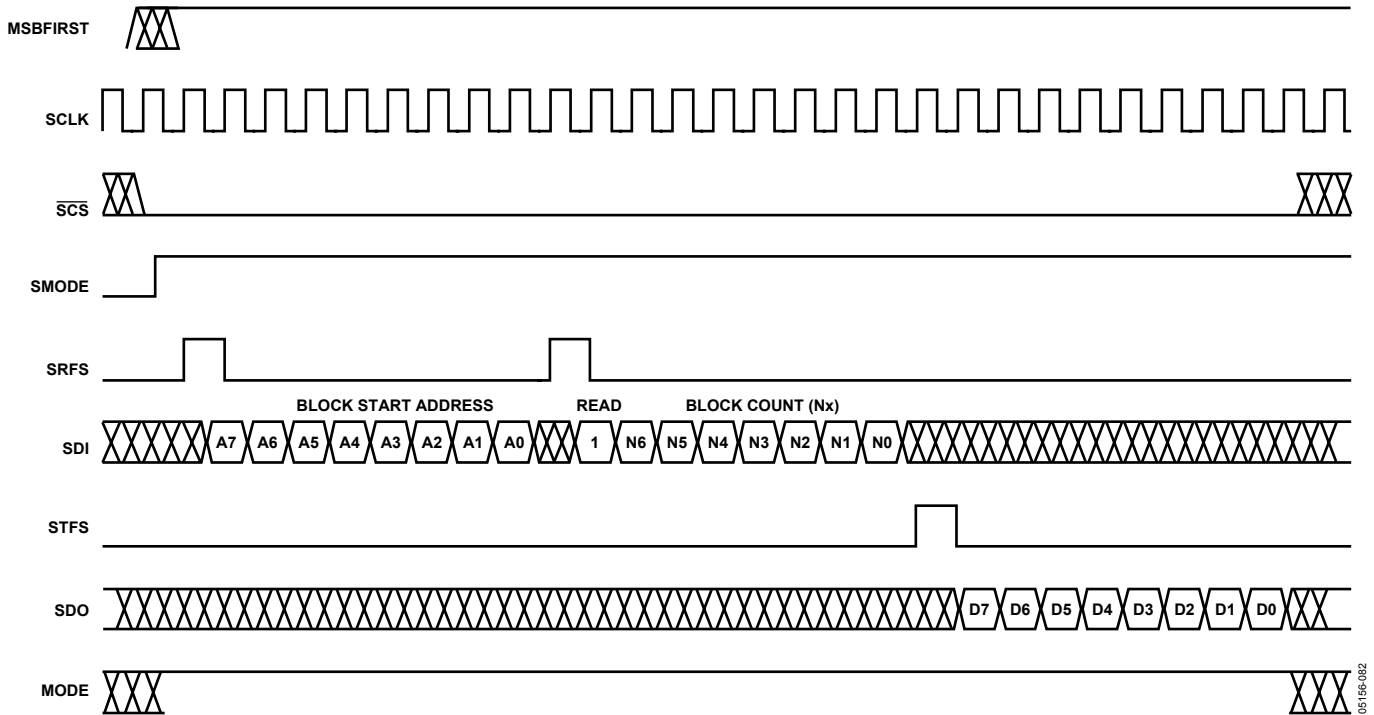 MSBFIRST
SCLK
SCS
SMODE
SRFS
BLOCK START ADDRESS READ BLOCK COUNT (Nx)
SDI A7 A6 A5 A4 A3 A2 A1 A0 1 N6 N5 N4 N3 N2 N1 N0
STFS
SDO D7 D6 D5 D4 D3 D2 D1 D0
MODE
05156-082